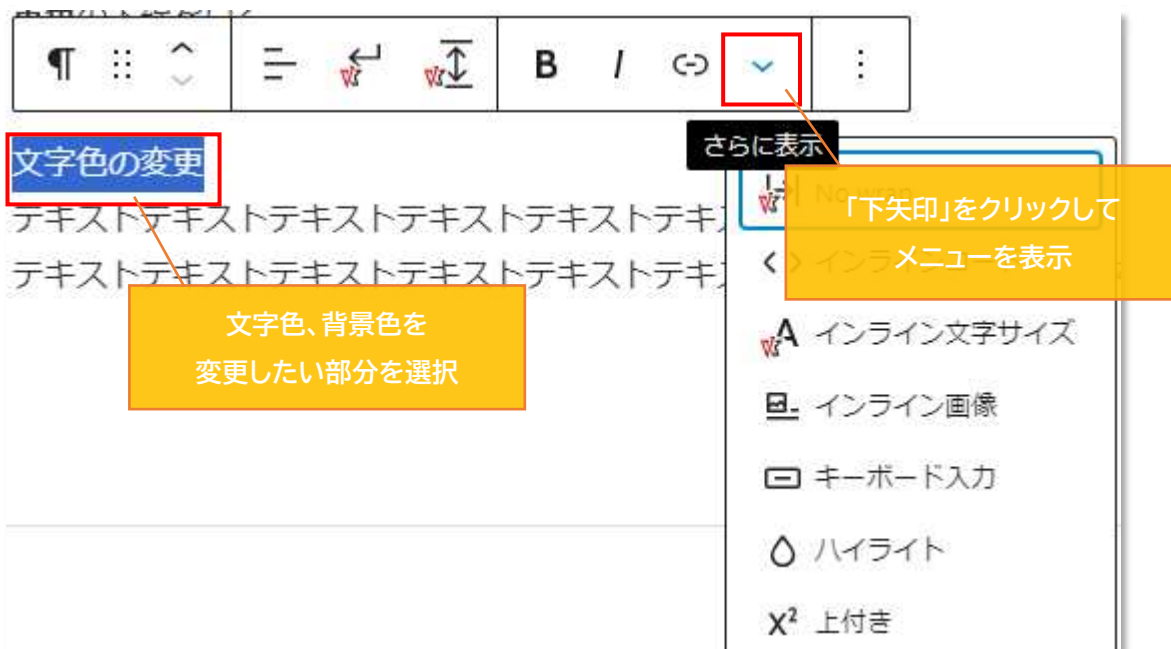 B I
さらに表示
文字色の変更
No wrap
「下矢印」をクリックして
メニューを表示
テキストテキストテキストテキストテキストテキ
テキストテキストテキストテキストテキストテキ
文字色、背景色を
変更したい部分を選択
A インライン文字サイズ
インライン画像
キーボード入力
ハイライト
X² 上付き